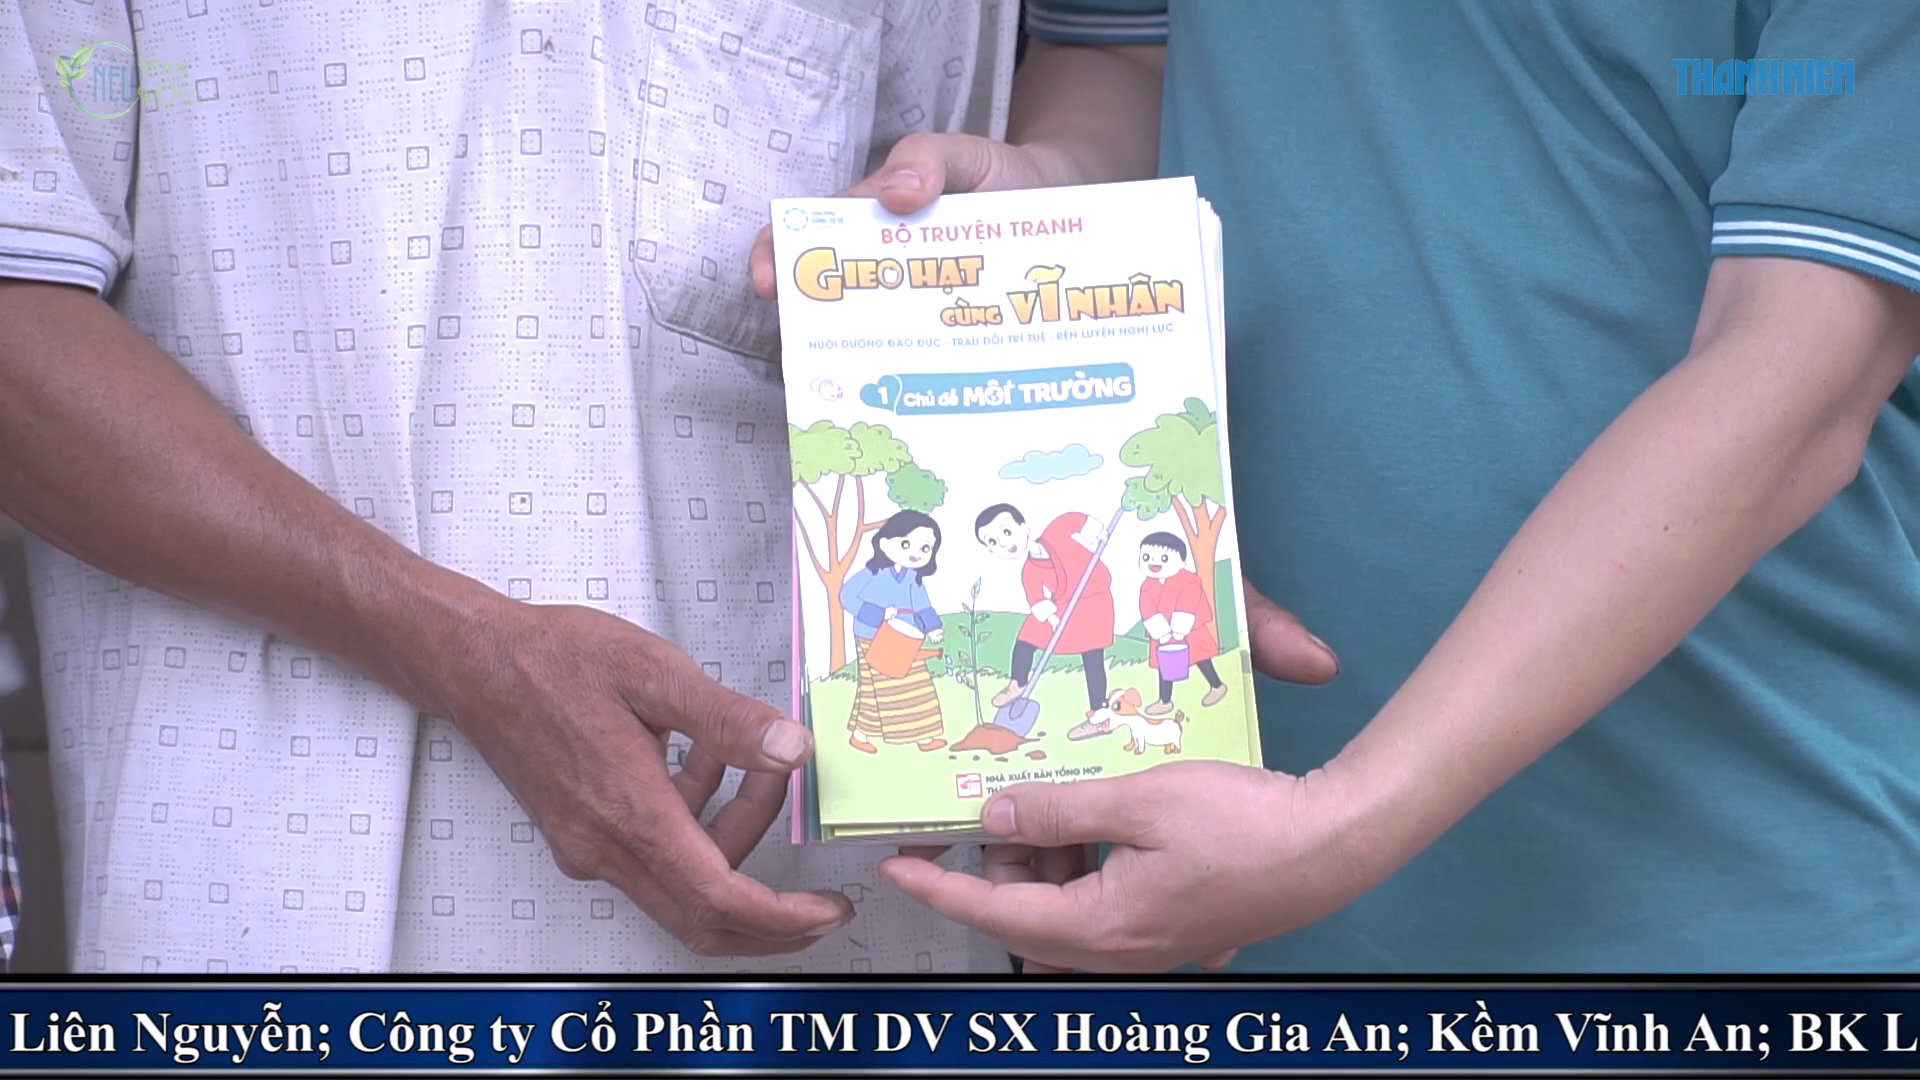 NÊU
THANH NIÊN
BỘ TRUYỆN TRANH
GIEO HẠT
CÙNG VĨ NHÂN
NUÔI DƯỠNG ĐẠO ĐỨC - TRAU DỒI TRÍ TUỆ - RÈN LUYỆN NGHỊ LỰC
1 Chủ đề MÔI TRƯỜNG
NHÀ XUẤT BẢN TỔNG HỢP
Liên Nguyễn; Công ty Cổ Phần TM DV SX Hoàng Gia An; Kềm Vĩnh An; BK L